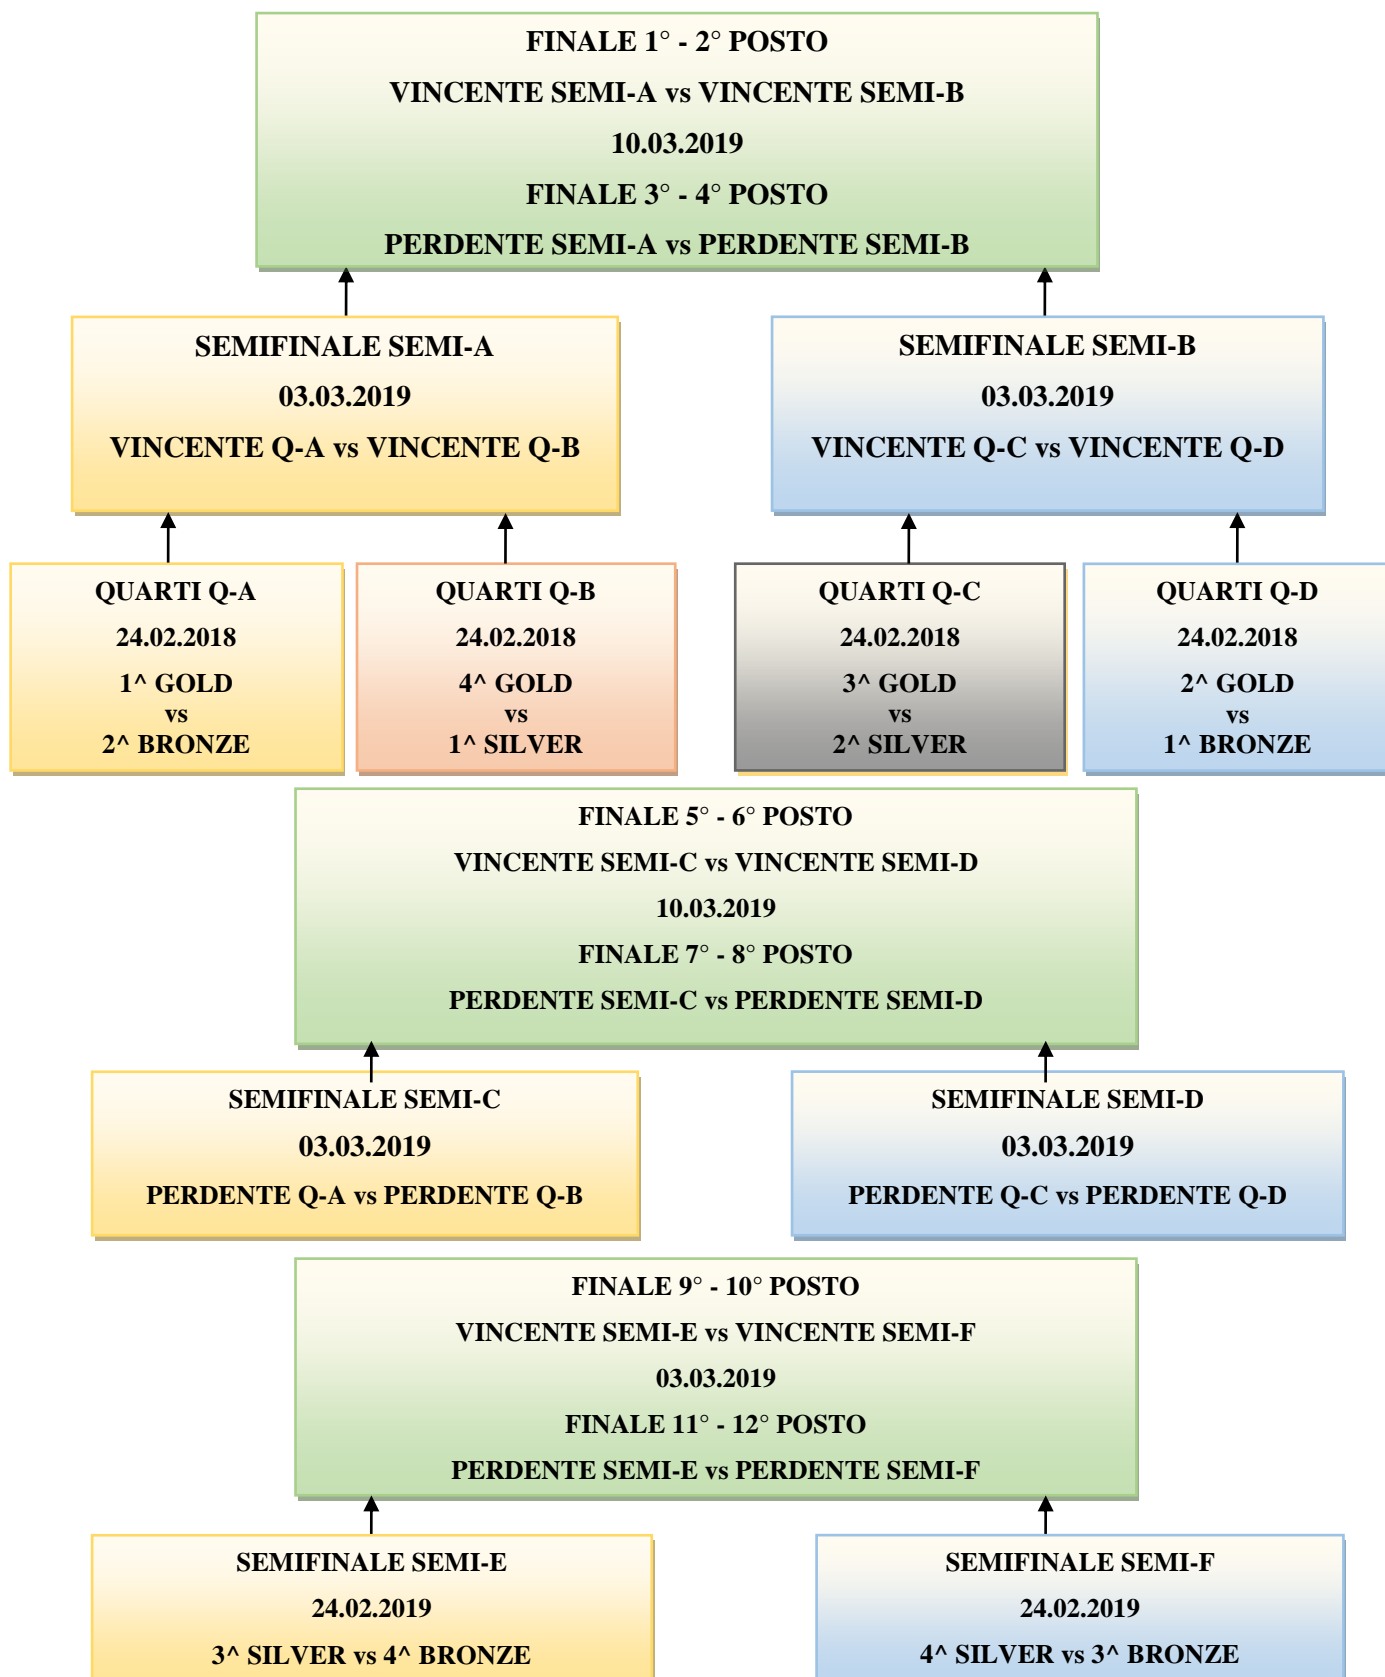 FINALE 1° - 2° POSTO
VINCENTE SEMI-A vs VINCENTE SEMI-B
10.03.2019
FINALE 3° - 4° POSTO
PERDENTE SEMI-A vs PERDENTE SEMI-B
SEMIFINALE SEMI-A
03.03.2019
VINCENTE Q-A vs VINCENTE Q-B
SEMIFINALE SEMI-B
03.03.2019
VINCENTE Q-C vs VINCENTE Q-D
QUARTI Q-A
24.02.2018
1^ GOLD
vs
2^ BRONZE
QUARTI Q-B
24.02.2018
4^ GOLD
vs
1^ SILVER
QUARTI Q-C
24.02.2018
3^ GOLD
vs
2^ SILVER
QUARTI Q-D
24.02.2018
2^ GOLD
vs
1^ BRONZE
FINALE 5° - 6° POSTO
VINCENTE SEMI-C vs VINCENTE SEMI-D
10.03.2019
FINALE 7° - 8° POSTO
PERDENTE SEMI-C vs PERDENTE SEMI-D
SEMIFINALE SEMI-C
03.03.2019
PERDENTE Q-A vs PERDENTE Q-B
SEMIFINALE SEMI-D
03.03.2019
PERDENTE Q-C vs PERDENTE Q-D
FINALE 9° - 10° POSTO
VINCENTE SEMI-E vs VINCENTE SEMI-F
03.03.2019
FINALE 11° - 12° POSTO
PERDENTE SEMI-E vs PERDENTE SEMI-F
SEMIFINALE SEMI-E
24.02.2019
3^ SILVER vs 4^ BRONZE
SEMIFINALE SEMI-F
24.02.2019
4^ SILVER vs 3^ BRONZE